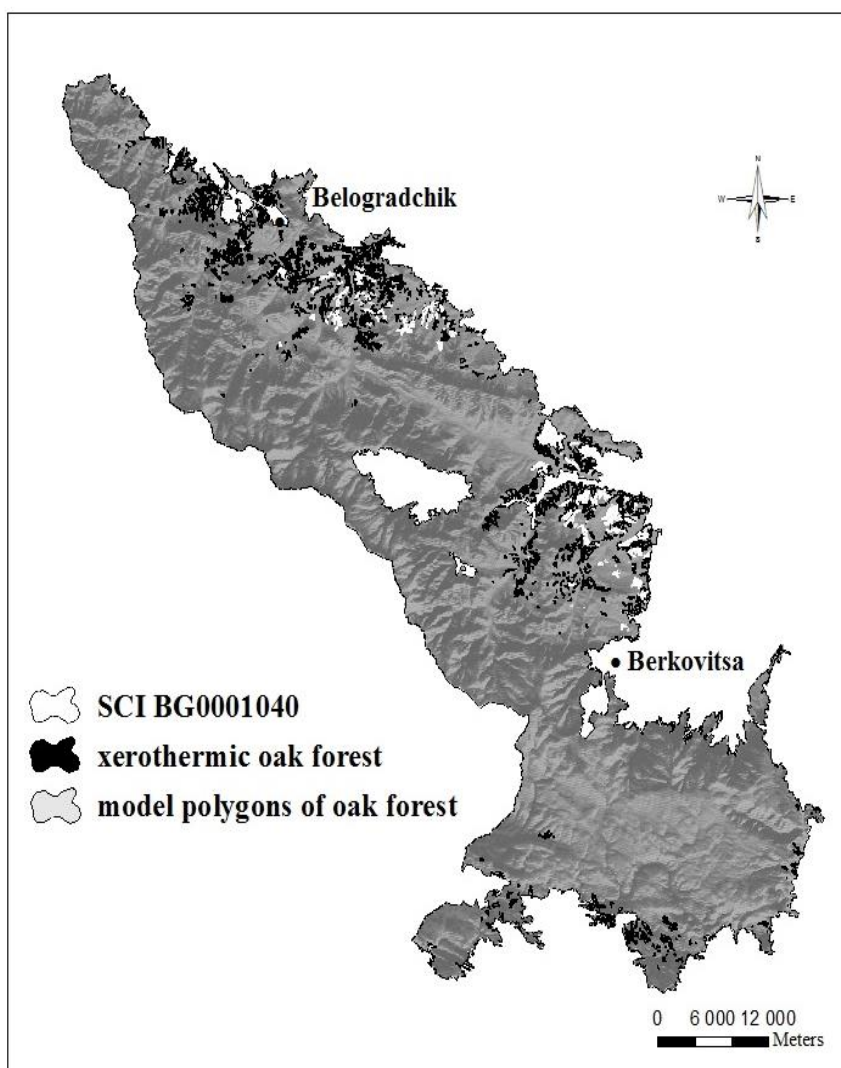 N
W E
S
Belogradchik
Berkovitsa
SCI BG0001040
xerothermic oak forest
model polygons of oak forest
0 6 000 12 000
Meters